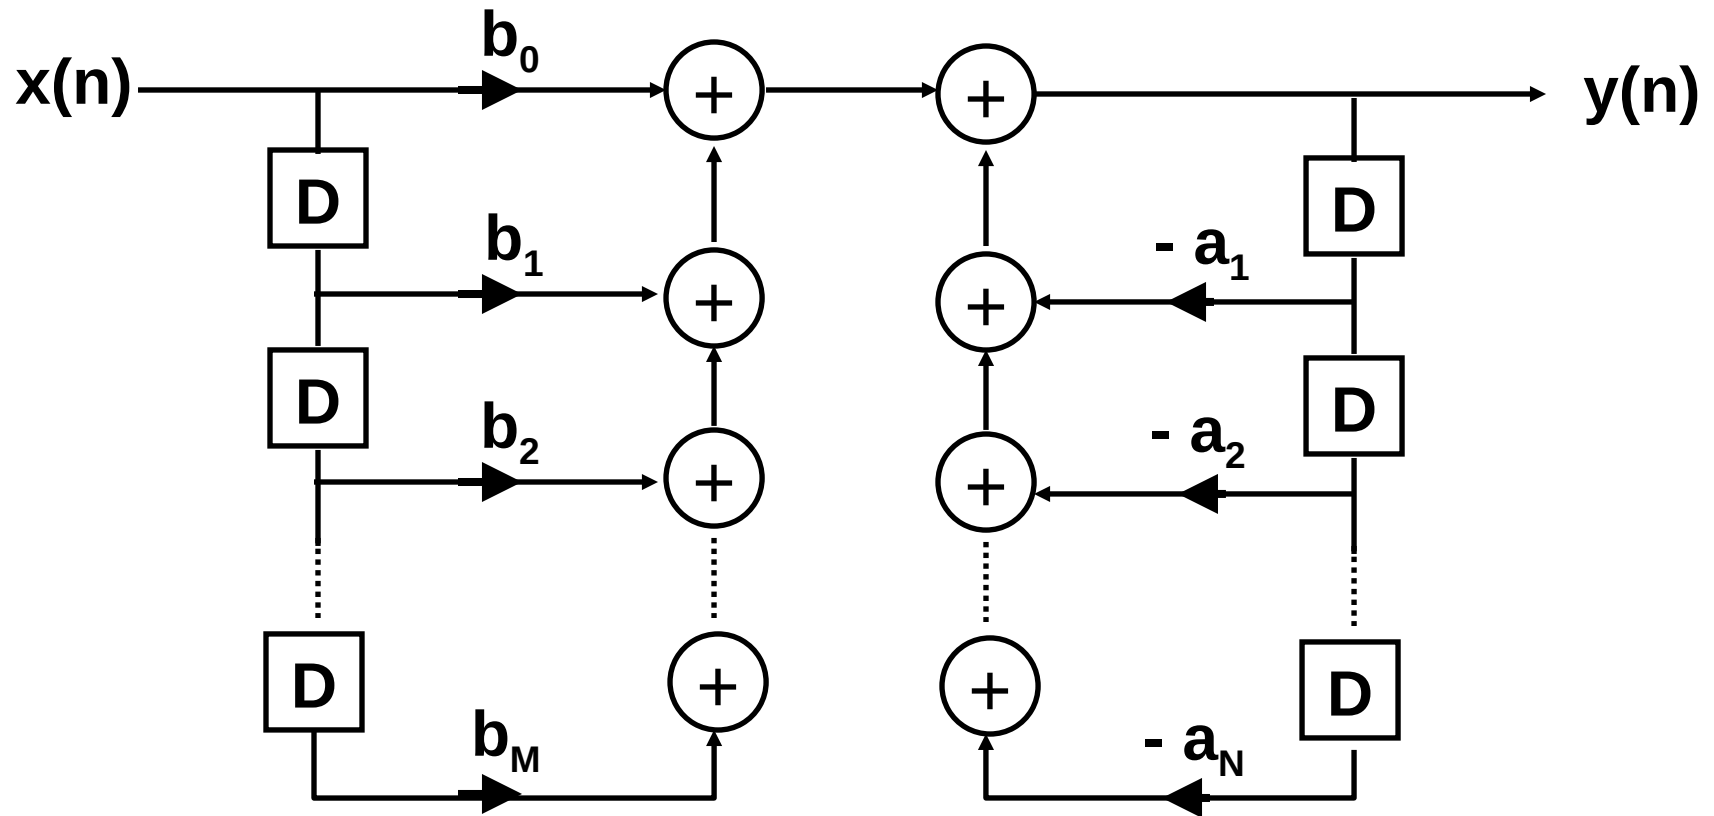 x(n)
b0
+
+
y(n)
D
D
b1
- a1
+
+
D
D
b2
- a2
+
+
D
D
+
+
bM
- aN